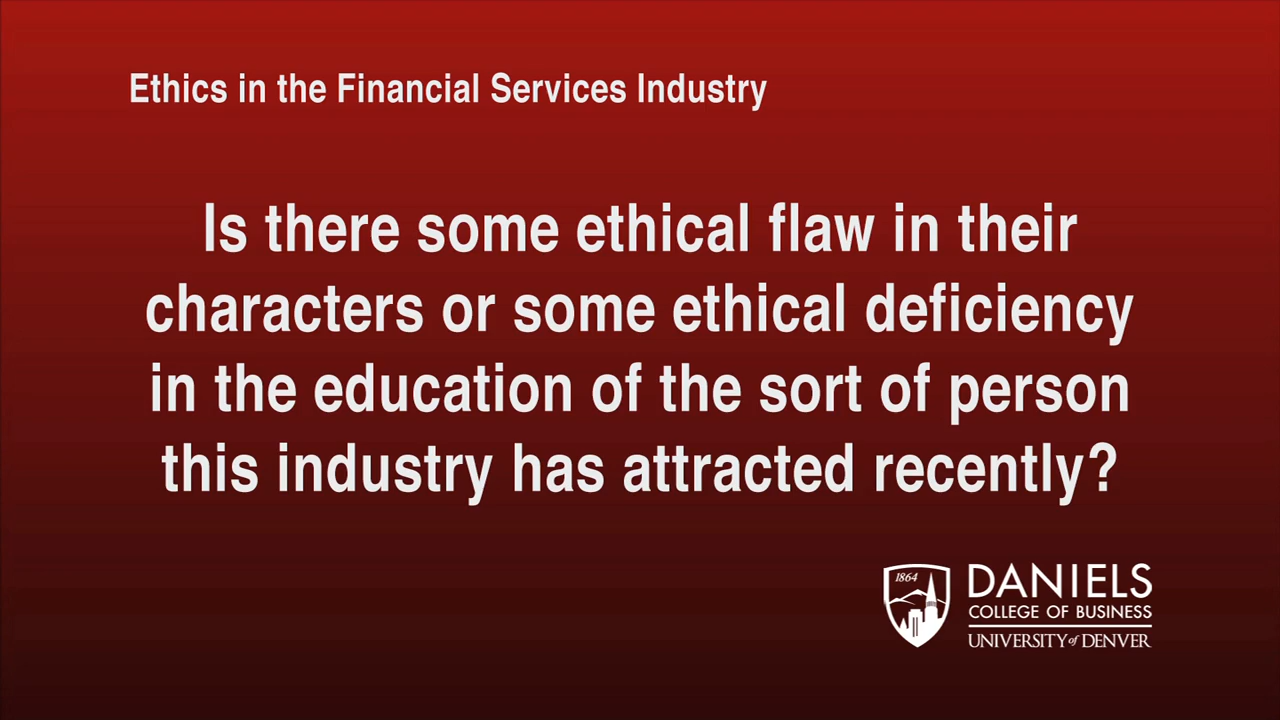 Ethics in the Financial Services Industry
Is there some ethical flaw in their
characters or some ethical deficiency
in the education of the sort of person
this industry has attracted recently?
1864
DANIELS
COLLEGE OF BUSINESS
UNIVERSITY of DENVER